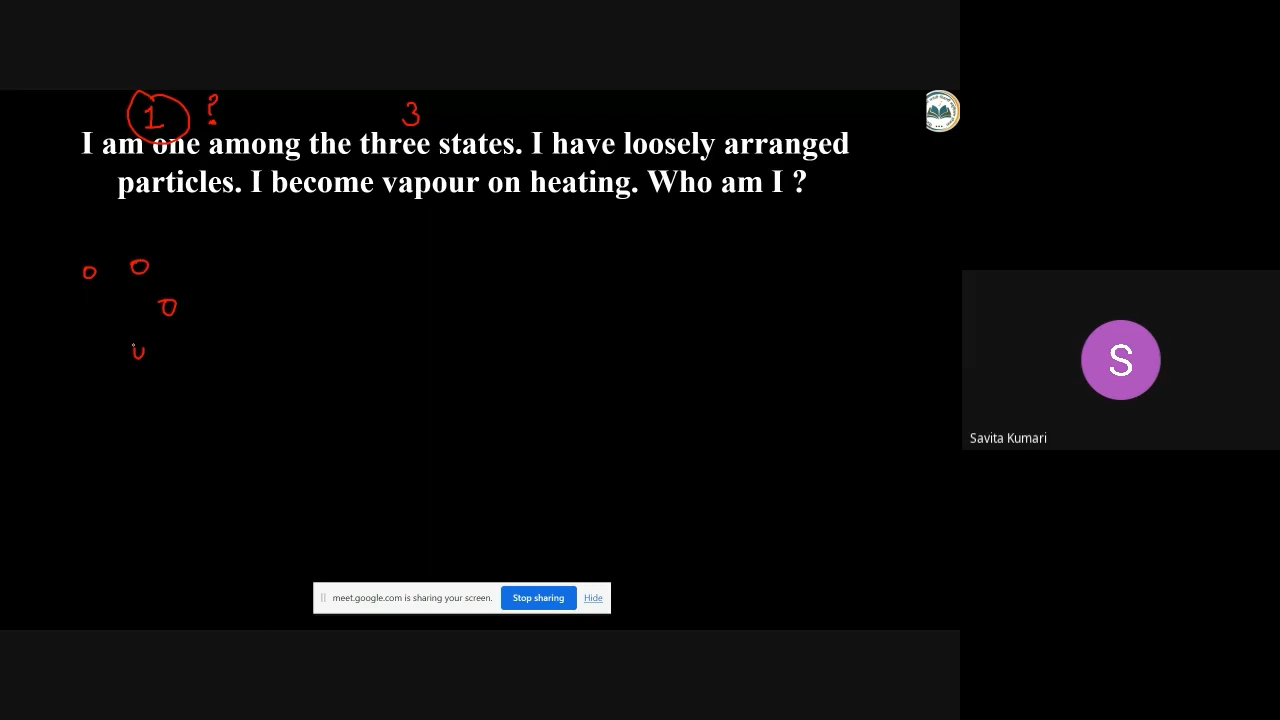 1 ? 3
I am one among the three states. I have loosely arranged
particles. I become vapour on heating. Who am I ?
S
Savita Kumari
meet.google.com is sharing your screen. Stop sharing Hide